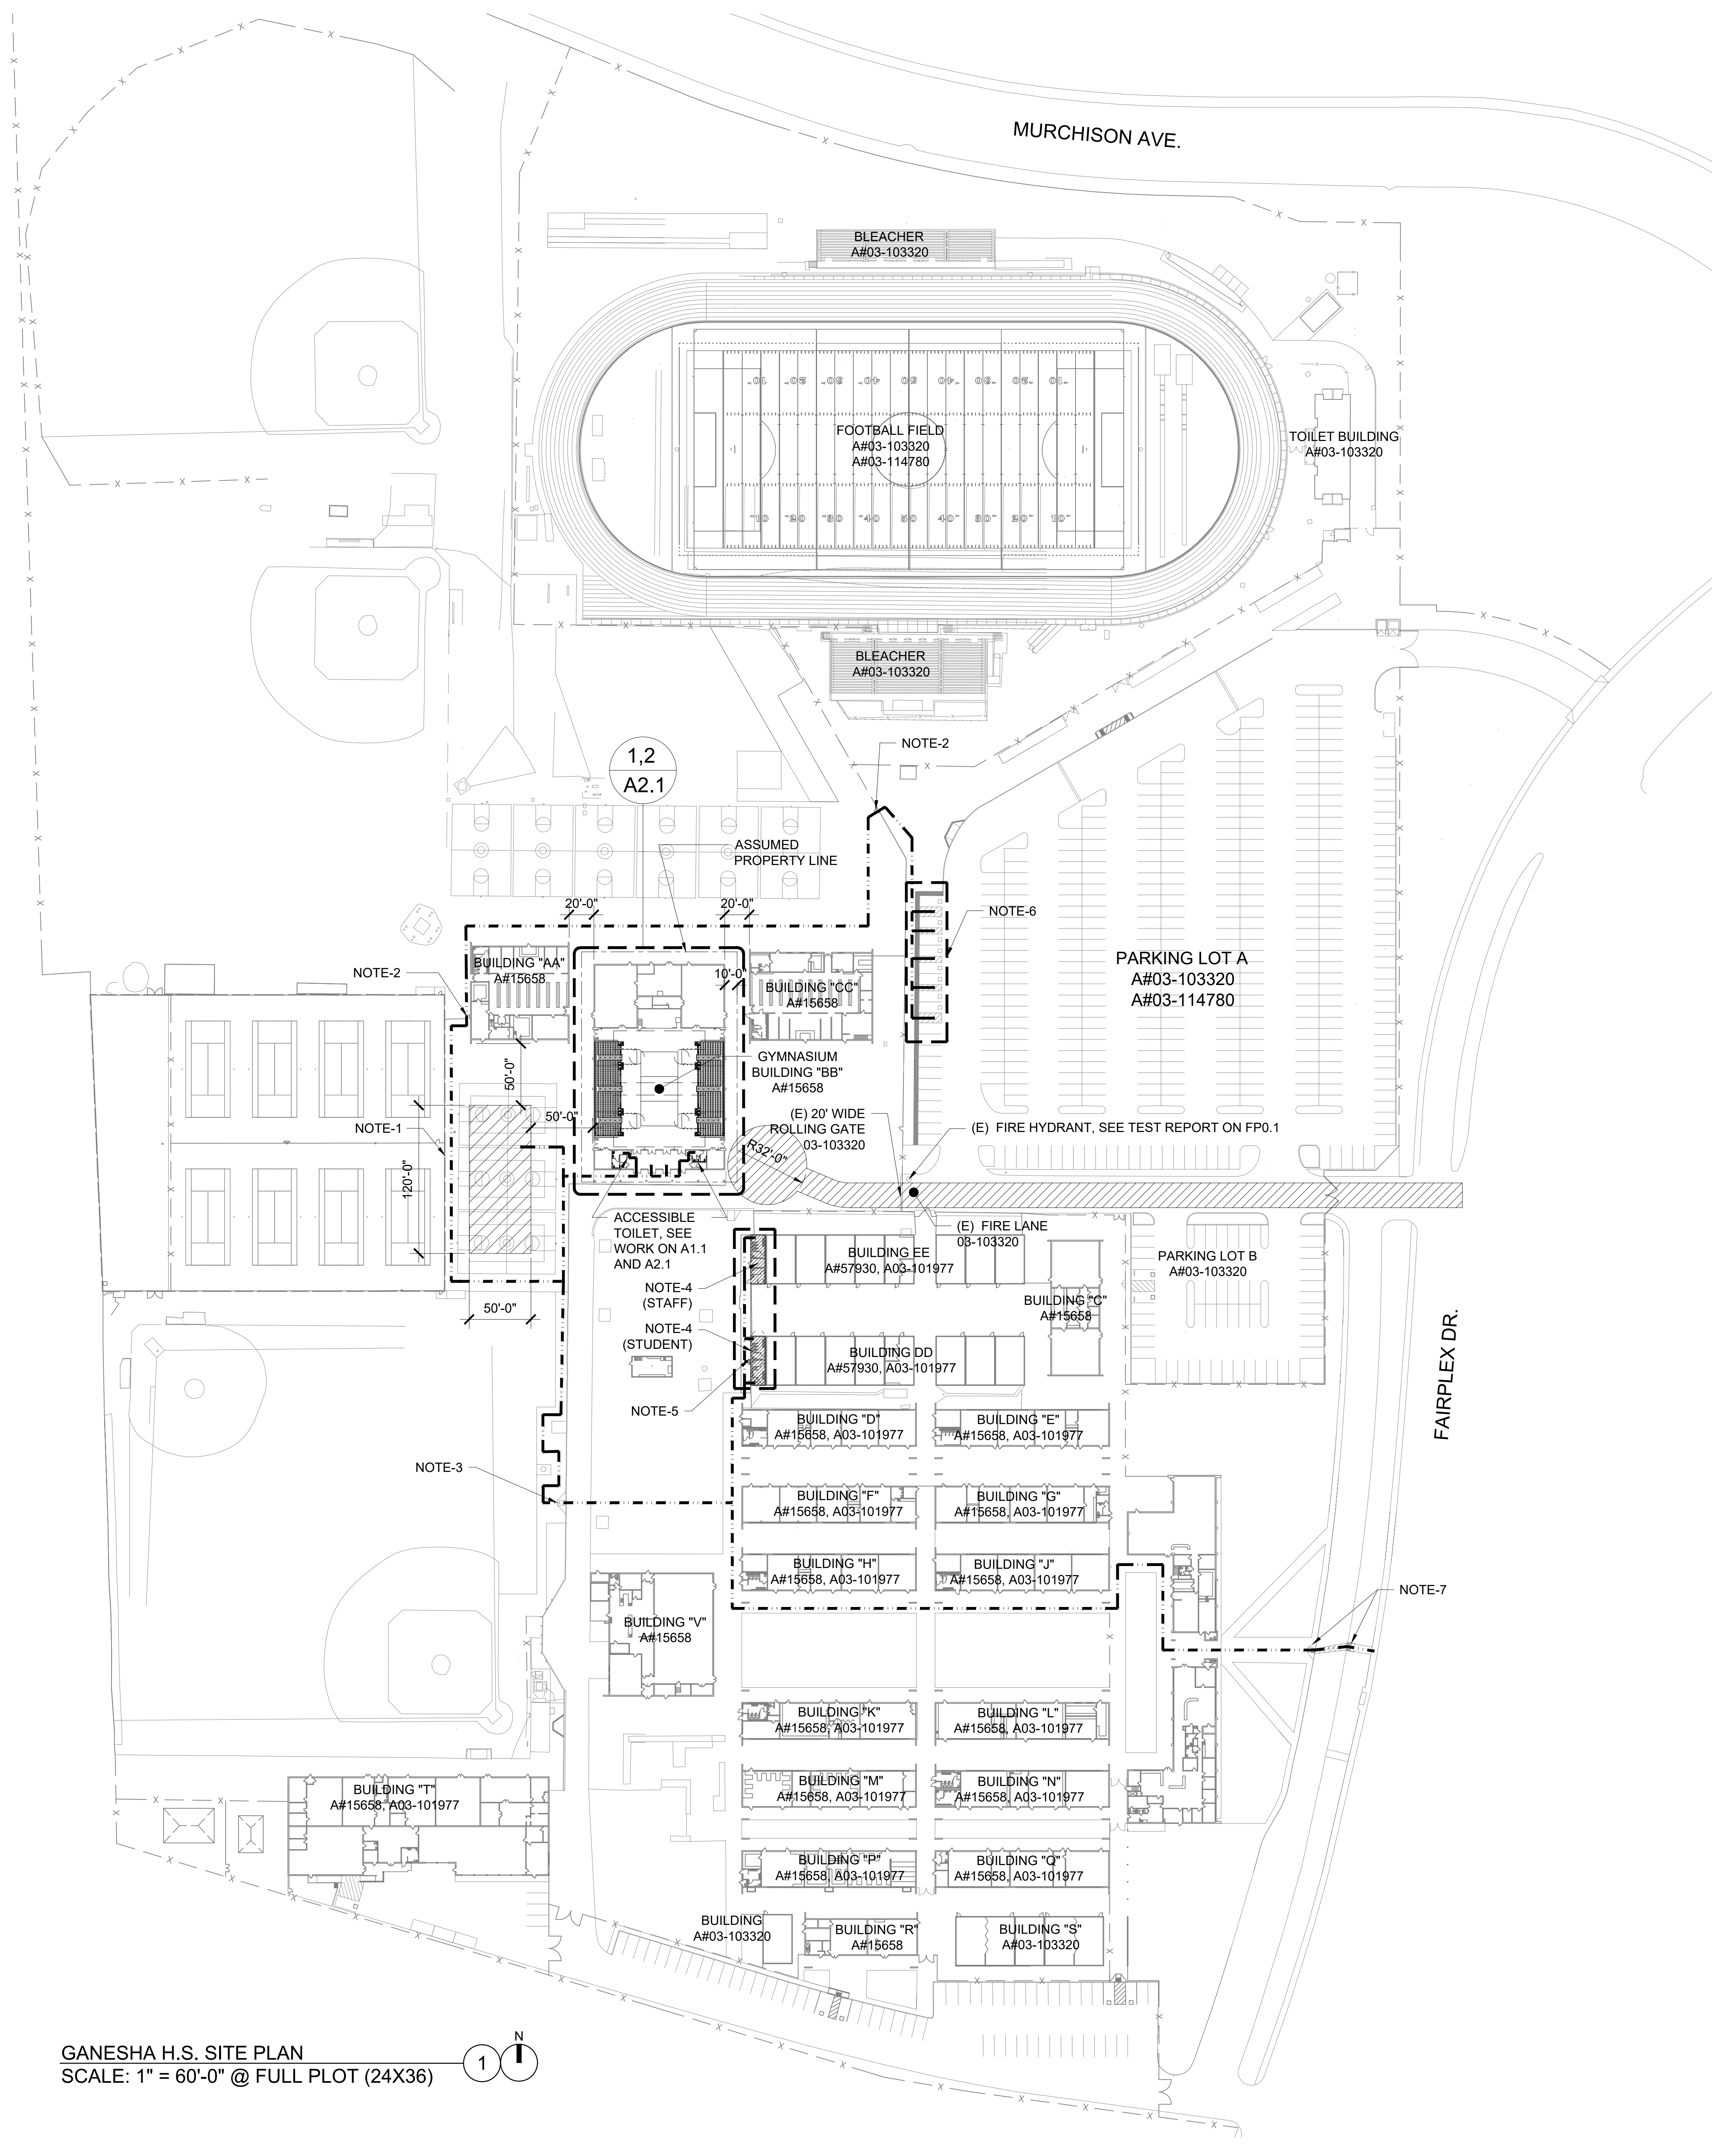 MURCHISON AVE.
BLEACHER
A#03-103320
FOOTBALL FIELD
A#03-103320
A#03-114780
TOILET BUILDING
A#03-103320
BLEACHER
A#03-103320
NOTE-2
1,2
A2.1
ASSUMED
PROPERTY LINE
20'-0"
20'-0"
NOTE-6
BUILDING "AA"
A#15658
NOTE-2
10'-0"
BUILDING "CC"
A#15658
PARKING LOT A
A#03-103320
A#03-114780
GYMNASIUM
BUILDING "BB"
A#15658
50'-0"
50'-0"
NOTE-1
120'-0"
(E) 20' WIDE
ROLLING GATE
03-103320
(E) FIRE HYDRANT, SEE TEST REPORT ON FP0.1
R32'-0"
ACCESSIBLE
TOILET, SEE
WORK ON A1.1
AND A2.1
(E) FIRE LANE
03-103320
BUILDING EE
A#57930, A03-101977
PARKING LOT B
A#03-103320
NOTE-4
(STAFF)
BUILDING "C"
A#15658
50'-0"
NOTE-4
(STUDENT)
BUILDING DD
A#57930, A03-101977
FAIRPLEX DR.
NOTE-5
BUILDING "D"
A#15658, A03-101977
BUILDING "E"
A#15658, A03-101977
NOTE-3
BUILDING "F"
A#15658, A03-101977
BUILDING "G"
A#15658, A03-101977
BUILDING "H"
A#15658, A03-101977
BUILDING "J"
A#15658, A03-101977
NOTE-7
BUILDING "V"
A#15658
BUILDING "K"
A#15658, A03-101977
BUILDING "L"
A#15658, A03-101977
BUILDING "T"
A#15658, A03-101977
BUILDING "M"
A#15658, A03-101977
BUILDING "N"
A#15658, A03-101977
BUILDING "P"
A#15658, A03-101977
BUILDING "Q"
A#15658, A03-101977
BUILDING
A#03-103320
BUILDING "R"
A#15658
BUILDING "S"
A#03-103320
GANESHA H.S. SITE PLAN
SCALE: 1" = 60'-0" @ FULL PLOT (24X36)
1
N